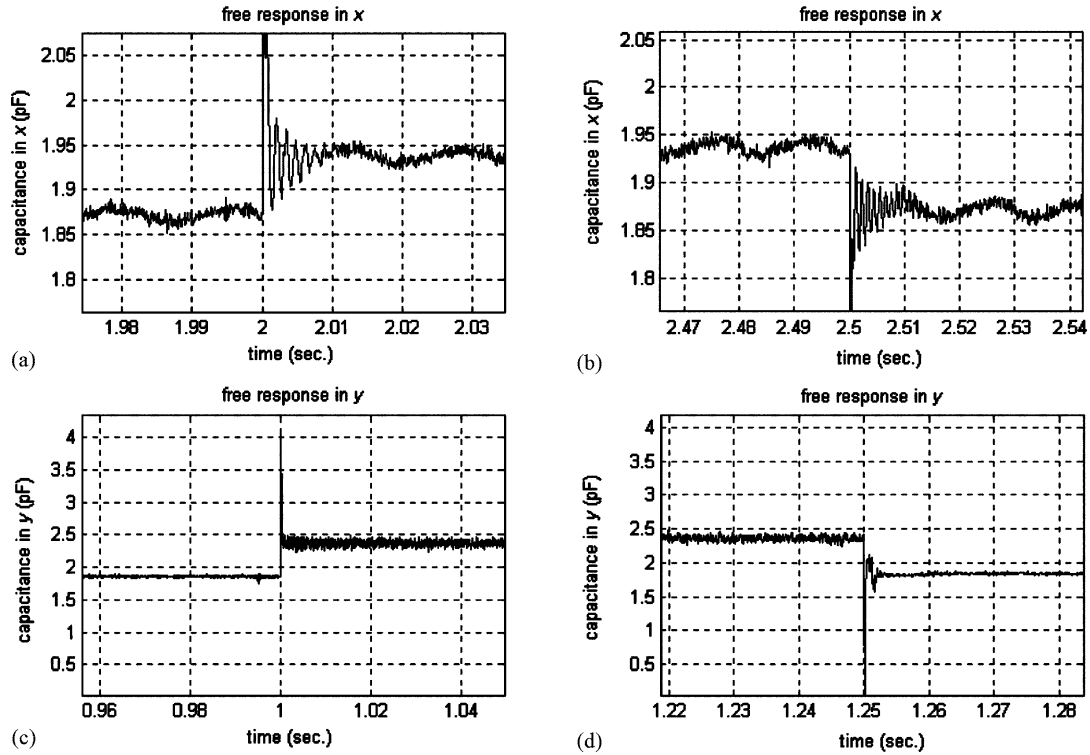 free response in x
2.05
2
1.95
1.9
1.85
1.8
capacitance in x (pF)
1.98 1.99 2 2.01 2.02 2.03
time (sec.)
(a)
free response in x
2.05
2
1.95
1.9
1.85
1.8
capacitance in x (pF)
2.47 2.48 2.49 2.5 2.51 2.52 2.53 2.54
time (sec.)
(b)
free response in y
4
3.5
3
2.5
2
1.5
1
0.5
capacitance in y (pF)
0.96 0.98 1 1.02 1.04
time (sec.)
(c)
free response in y
4
3.5
3
2.5
2
1.5
1
0.5
capacitance in y (pF)
1.22 1.23 1.24 1.25 1.26 1.27 1.28
time (sec.)
(d)